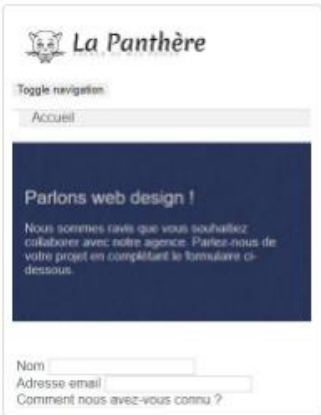 La Panthère
Toggle navigation
Accueil
Parlons web design !
Nous sommes ravis que vous souhaitiez
collaborer avec notre agence. Parlez-nous de
votre projet en complétant le formulaire ci-
dessous.
Nom
Adresse email
Comment nous avez-vous connu ?